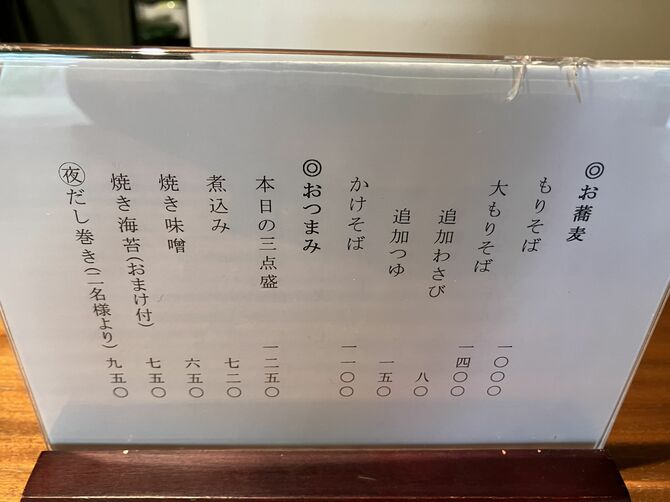 ◎お蕎麦
もりそば 一〇〇〇
大もりそば 一四〇〇
追加わさび 八〇
追加つゆ 一五〇
かけそば 一一〇〇
◎おつまみ
本日の三点盛 一二五〇
煮込み 七二〇
焼き味噌 六五〇
焼き海苔(おまけ付) 七五〇
夜だし巻き(二名様より) 九五〇